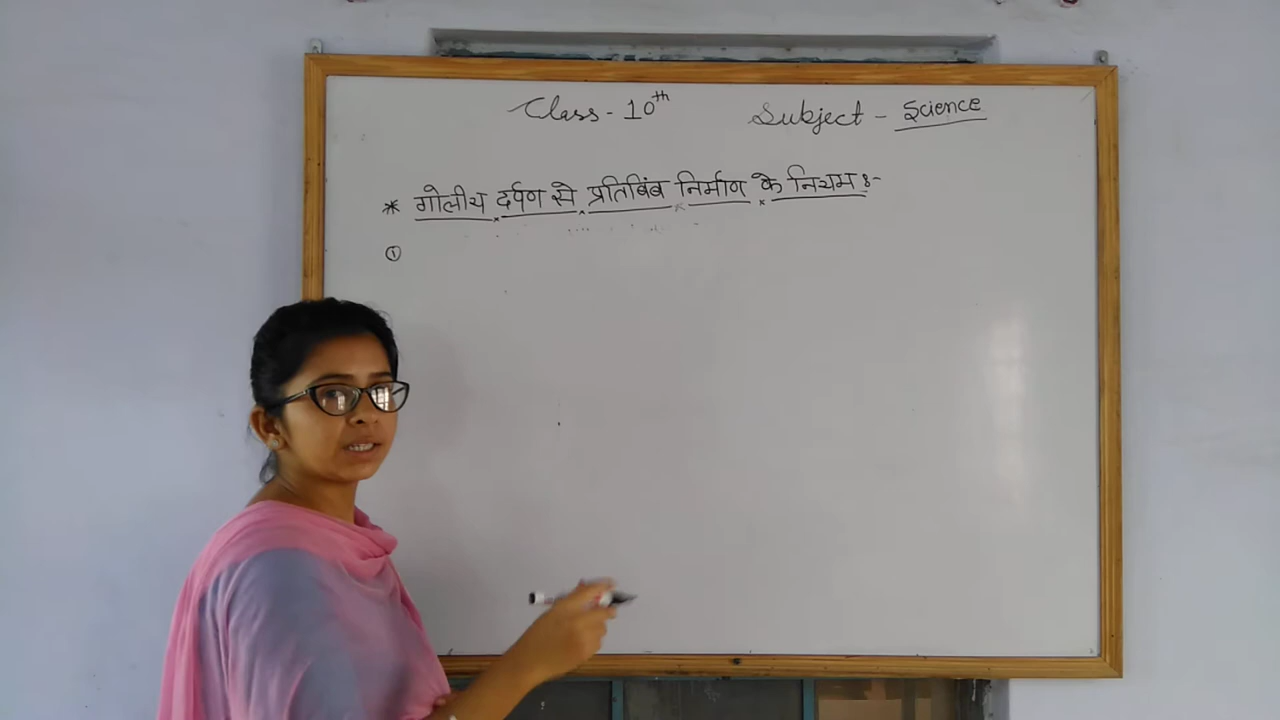 Class - 10th Subject - Science
* गोलीय दर्पण से प्रतिबिंब निर्माण के नियम :-
①